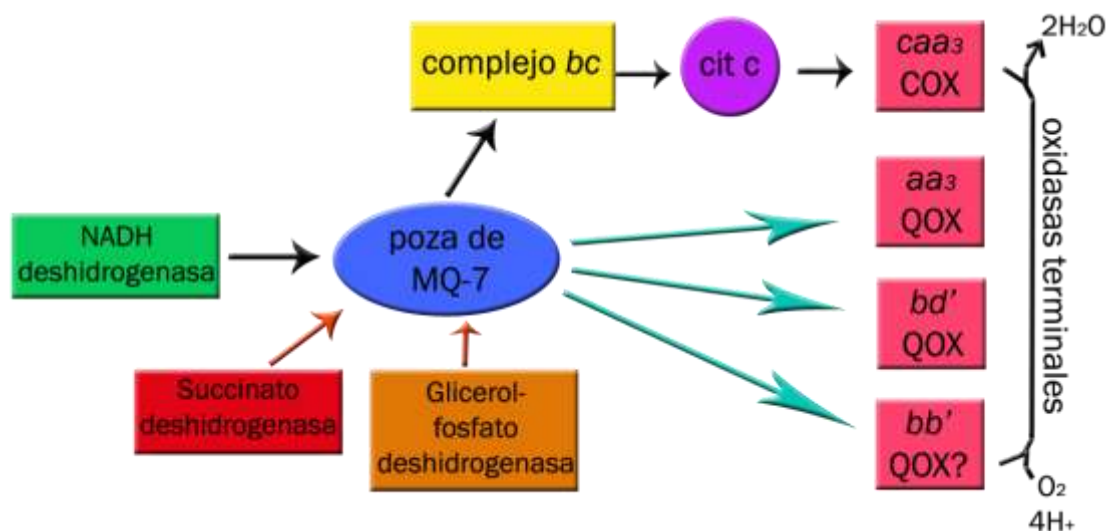 2H₂O
complejo bc
cit c
caa₃
COX
aa₃
QOX
NADH
deshidrogenasa
poza de
MQ-7
bd'
QOX
Succinato
deshidrogenasa
Glicerol-
fosfato
deshidrogenasa
bb'
QOX?
oxidasas terminales
O₂
4H₊